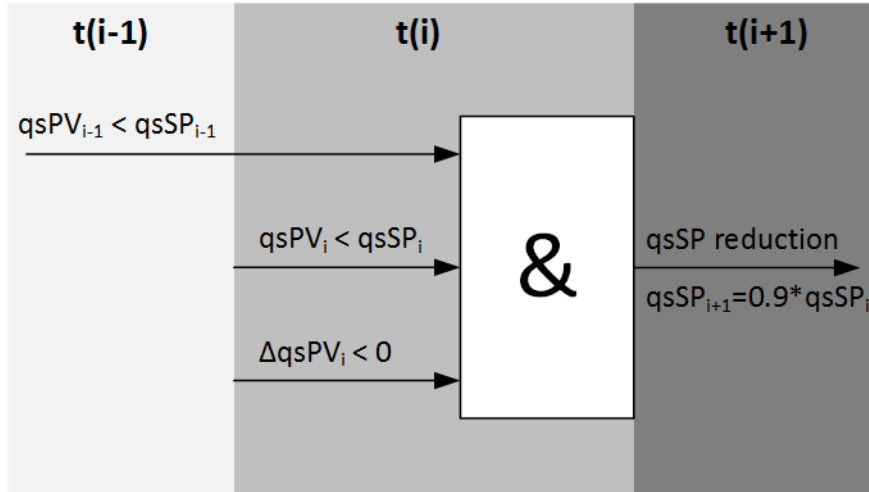 t(i-1) t(i) t(i+1)
qsPVi-1 < qsSPi-1
qsPVi < qsSPi
&
qsSP reduction
qsSPi+1=0.9*qsSPi
ΔqsPVi < 0